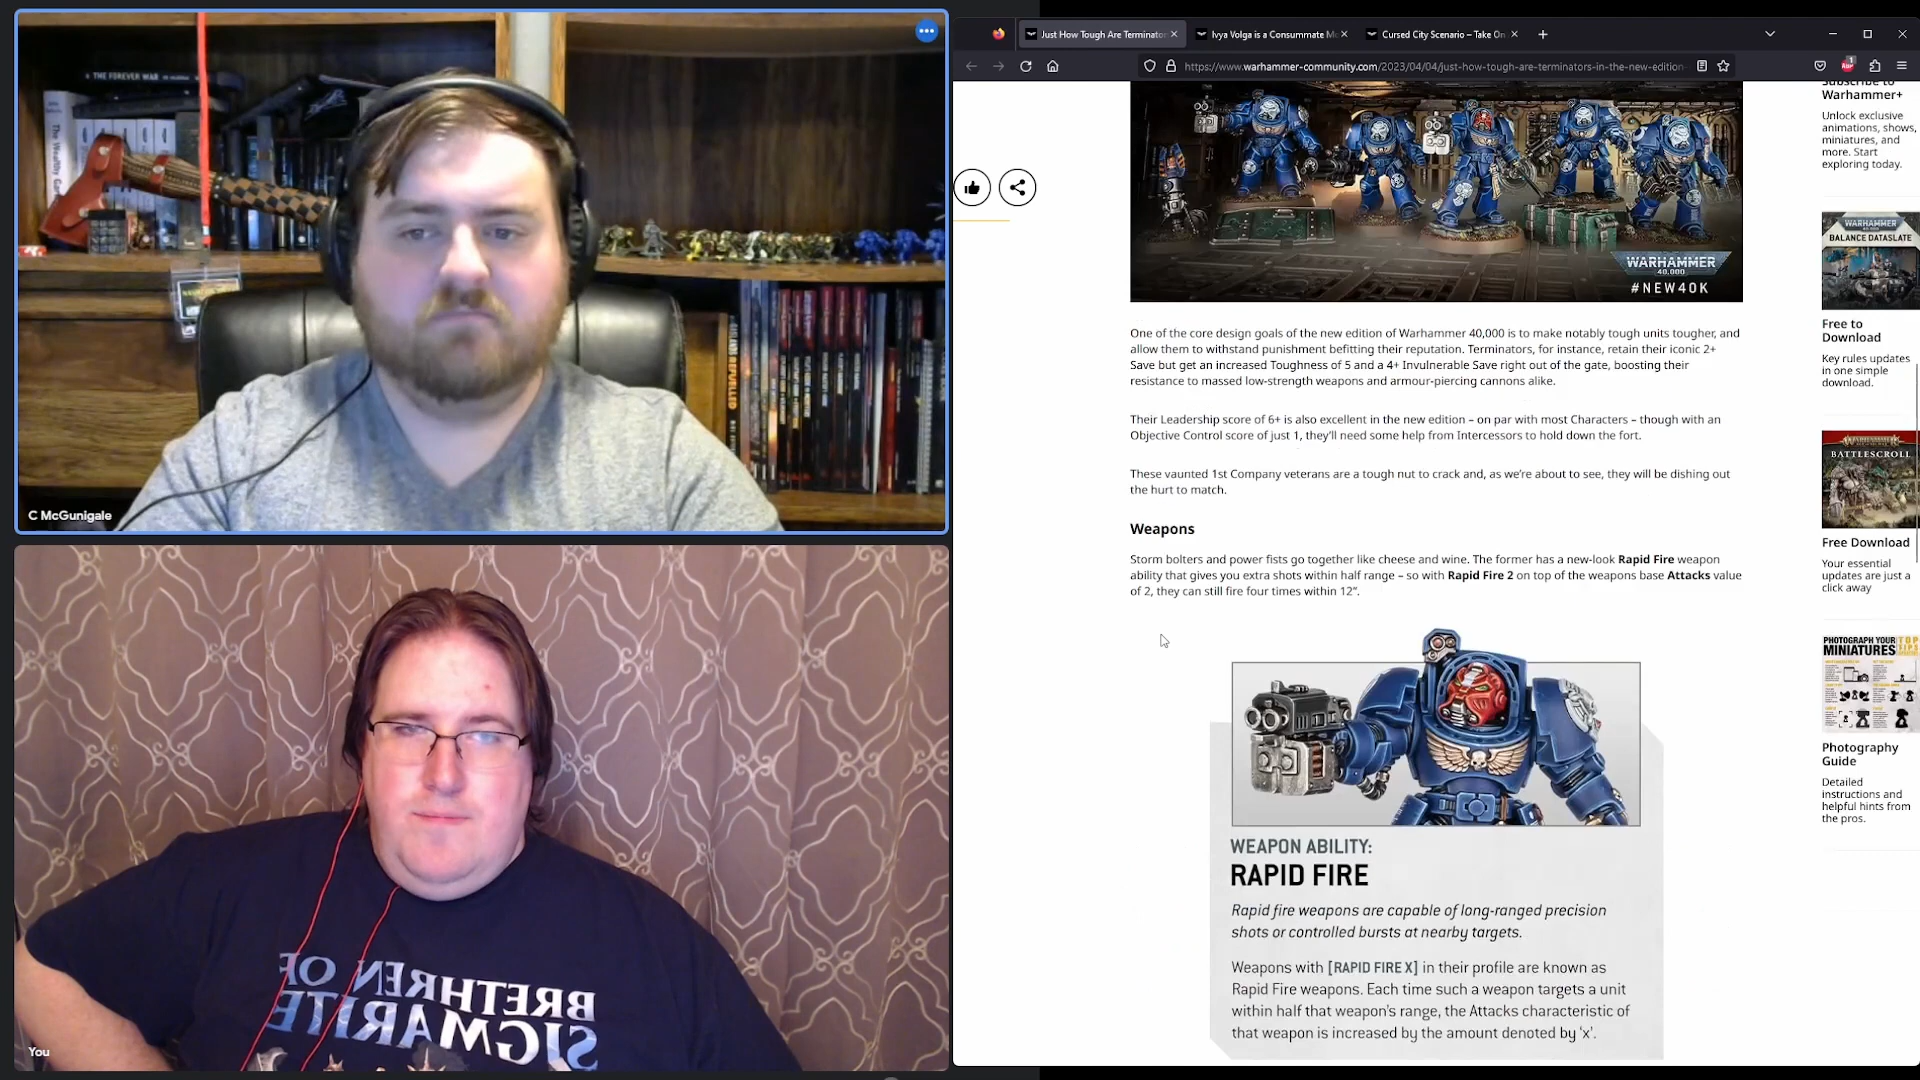 THE FOREVER WAR
The Wealthy
C McGunigale
BRETHREN OF
SIGMARITE
You
Just How Tough Are Terminator
Ivya Volga is a Consummate M
Cursed City Scenario – Take On
https://www.warhammer-community.com/2023/04/04/just-how-tough-are-terminators-in-the-new-edition
1
WARHAMMER
40,000
#NEW40K
One of the core design goals of the new edition of Warhammer 40,000 is to make notably tough units tougher, and
allow them to withstand punishment befitting their reputation. Terminators, for instance, retain their iconic 2+
Save but get an increased Toughness of 5 and a 4+ Invulnerable Save right out of the gate, boosting their
resistance to massed low-strength weapons and armour-piercing cannons alike.
Their Leadership score of 6+ is also excellent in the new edition – on par with most Characters – though with an
Objective Control score of just 1, they’ll need some help from Intercessors to hold down the fort.
These vaunted 1st Company veterans are a tough nut to crack and, as we’re about to see, they will be dishing out
the hurt to match.
Weapons
Storm bolters and power fists go together like cheese and wine. The former has a new-look Rapid Fire weapon
ability that gives you extra shots within half range – so with Rapid Fire 2 on top of the weapons base Attacks value
of 2, they can still fire four times within 12”.
WEAPON ABILITY:
RAPID FIRE
Rapid fire weapons are capable of long-ranged precision
shots or controlled bursts at nearby targets.
Weapons with [RAPID FIRE X] in their profile are known as
Rapid Fire weapons. Each time such a weapon targets a unit
within half that weapon’s range, the Attacks characteristic of
that weapon is increased by the amount denoted by ‘x’.
Subscribe to
Warhammer+
Unlock exclusive
animations, shows,
miniatures, and
more. Start
exploring today.
WARHAMMER
40,000
BALANCE DATASLATE
Free to
Download
Key rules updates
in one simple
download.
BATTLESCROLL
Free Download
Your essential
updates are just a
click away
PHOTOGRAPH YOUR
MINIATURES
TOP
Photography
Guide
Detailed
instructions and
helpful hints from
the pros.